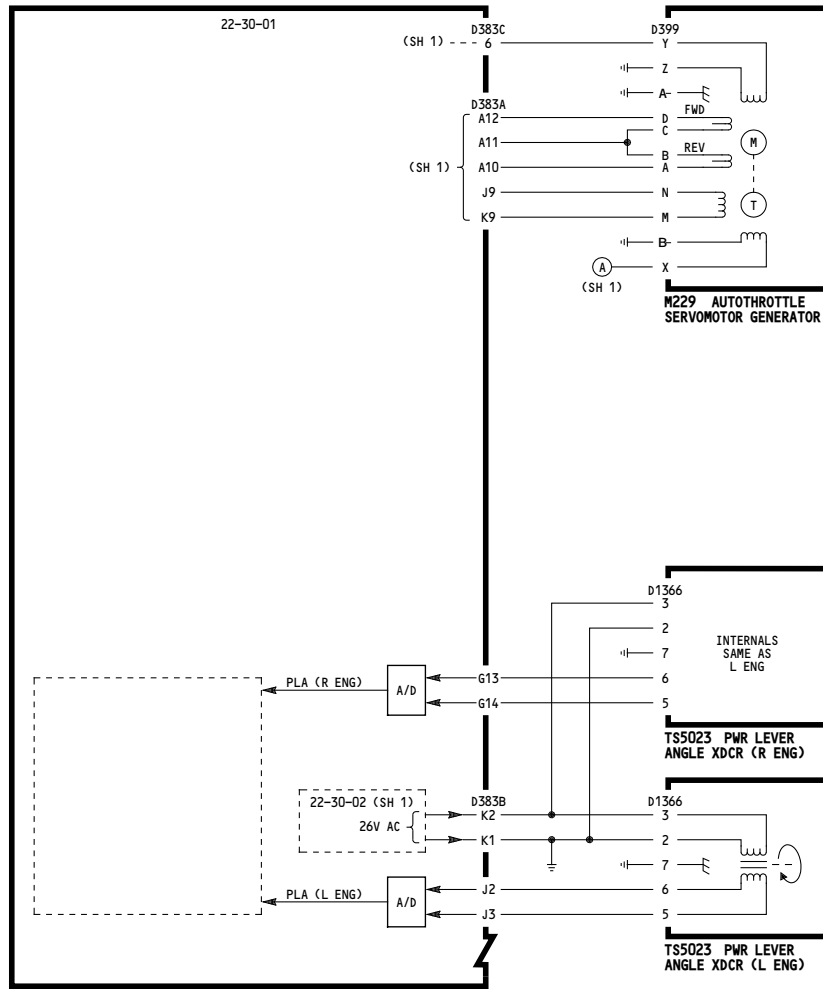 22-30-01
D383C D399
(SH 1) 6 Y
Z
A
D383A
A12 D FWD
C
A11 M
B REV
(SH 1) A10 A
J9 N
T
K9 M
B
A X
(SH 1)
M229 AUTOTHROTTLE
SERVOMOTOR GENERATOR
D1366
3
2 INTERNALS
SAME AS
7 L ENG
PLA (R ENG) A/D G13 6
G14 5
TS5023 PWR LEVER
ANGLE XDCR (R ENG)
22-30-02 (SH 1) D383B D1366
26V AC K2 3
K1 2
7
PLA (L ENG) A/D J2 6
J3 5
TS5023 PWR LEVER
ANGLE XDCR (L ENG)